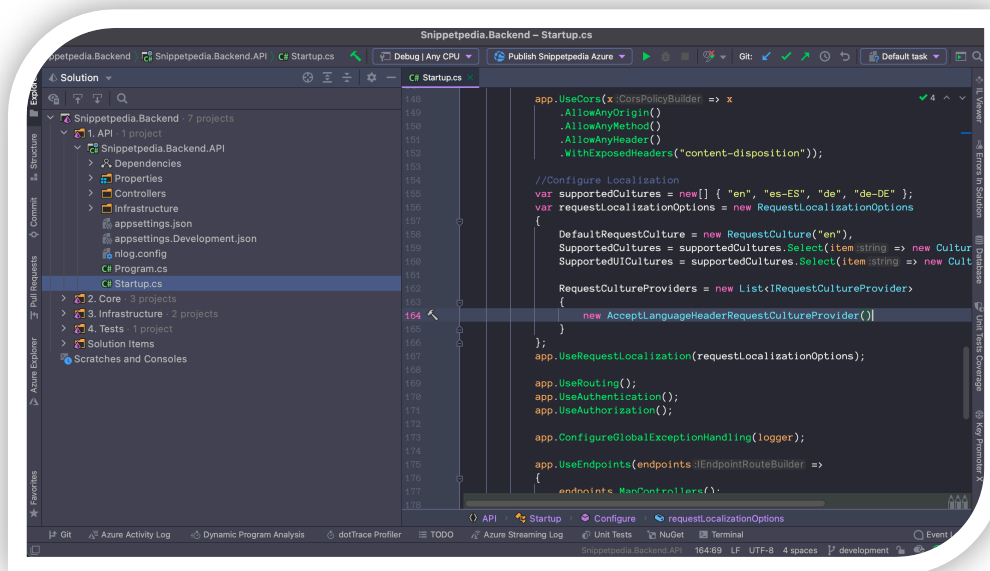 Snippetpedia.Backend – Startup.cs
ppetpedia.Backend Snippetpedia.Backend.API C# Startup.cs Debug | Any CPU Publish Snippetpedia Azure Git: Default task
Solution
C# Startup.cs
Snippetpedia.Backend · 7 projects
1. API · 1 project
Snippetpedia.Backend.API
Dependencies
Properties
Controllers
Infrastructure
appsettings.json
appsettings.Development.json
nlog.config
C# Program.cs
C# Startup.cs
2. Core · 3 projects
3. Infrastructure · 2 projects
4. Tests · 1 project
Solution Items
Scratches and Consoles
Structure
Commit
Pull Requests
Azure Explorer
Favorites
4
148 app.UseCors(x :CorsPolicyBuilder => x
149 .AllowAnyOrigin()
150 .AllowAnyMethod()
151 .AllowAnyHeader()
152 .WithExposedHeaders("content-disposition"));
153
154 //Configure Localization
155 var supportedCultures = new[] { "en", "es-ES", "de", "de-DE" };
156 var requestLocalizationOptions = new RequestLocalizationOptions
157 {
158 DefaultRequestCulture = new RequestCulture("en"),
159 SupportedCultures = supportedCultures.Select(item :string => new Cultur
160 SupportedUICultures = supportedCultures.Select(item :string => new Cult
161
162 RequestCultureProviders = new List<IRequestCultureProvider>
163 {
164 new AcceptLanguageHeaderRequestCultureProvider()
165 }
166 };
167 app.UseRequestLocalization(requestLocalizationOptions);
168
169 app.UseRouting();
170 app.UseAuthentication();
171 app.UseAuthorization();
172
173 app.ConfigureGlobalExceptionHandling(logger);
174
175 app.UseEndpoints(endpoints :IEndpointRouteBuilder =>
176 {
177 endpoints.MapControllers();
178
IL Viewer
Errors In Solution
Database
Unit Tests Coverage
Key Promoter X
API Startup Configure requestLocalizationOptions
Git Azure Activity Log Dynamic Program Analysis dotTrace Profiler TODO Azure Streaming Log Unit Tests NuGet Terminal Event
Snippetpedia.Backend.API 164:69 LF UTF-8 4 spaces development